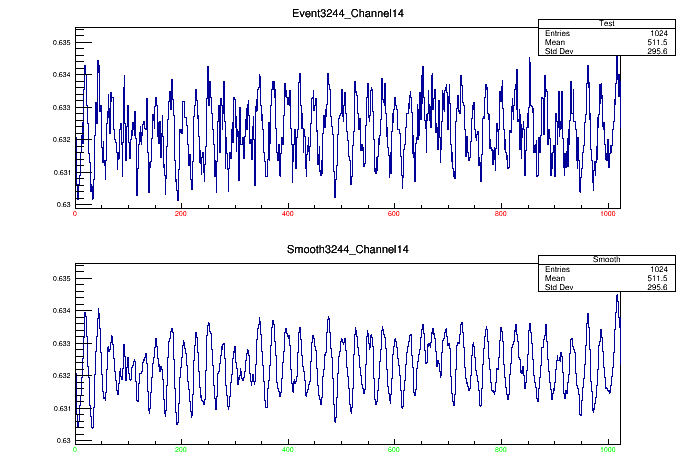 Event3244_Channel14
Test
Entries 1024
Mean 511.5
Std Dev 295.6
0.635
0.634
0.633
0.632
0.631
0.63
0 200 400 600 800 1000
Smooth3244_Channel14
Smooth
Entries 1024
Mean 511.5
Std Dev 295.6
0.635
0.634
0.633
0.632
0.631
0.63
0 200 400 600 800 1000